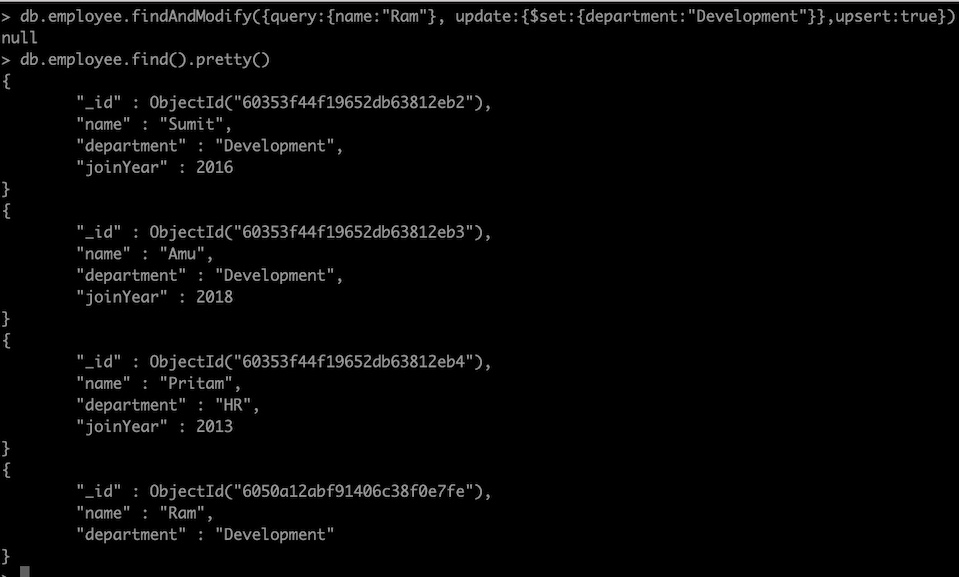 > db.employee.findAndModify({query:{name:"Ram"}, update:{$set:{department:"Development"}},upsert:true})
null
> db.employee.find().pretty()
{
        "_id" : ObjectId("60353f44f19652db63812eb2"),
        "name" : "Sumit",
        "department" : "Development",
        "joinYear" : 2016
}
{
        "_id" : ObjectId("60353f44f19652db63812eb3"),
        "name" : "Amu",
        "department" : "Development",
        "joinYear" : 2018
}
{
        "_id" : ObjectId("60353f44f19652db63812eb4"),
        "name" : "Pritam",
        "department" : "HR",
        "joinYear" : 2013
}
{
        "_id" : ObjectId("6050a12abf91406c38f0e7fe"),
        "name" : "Ram",
        "department" : "Development"
}
>